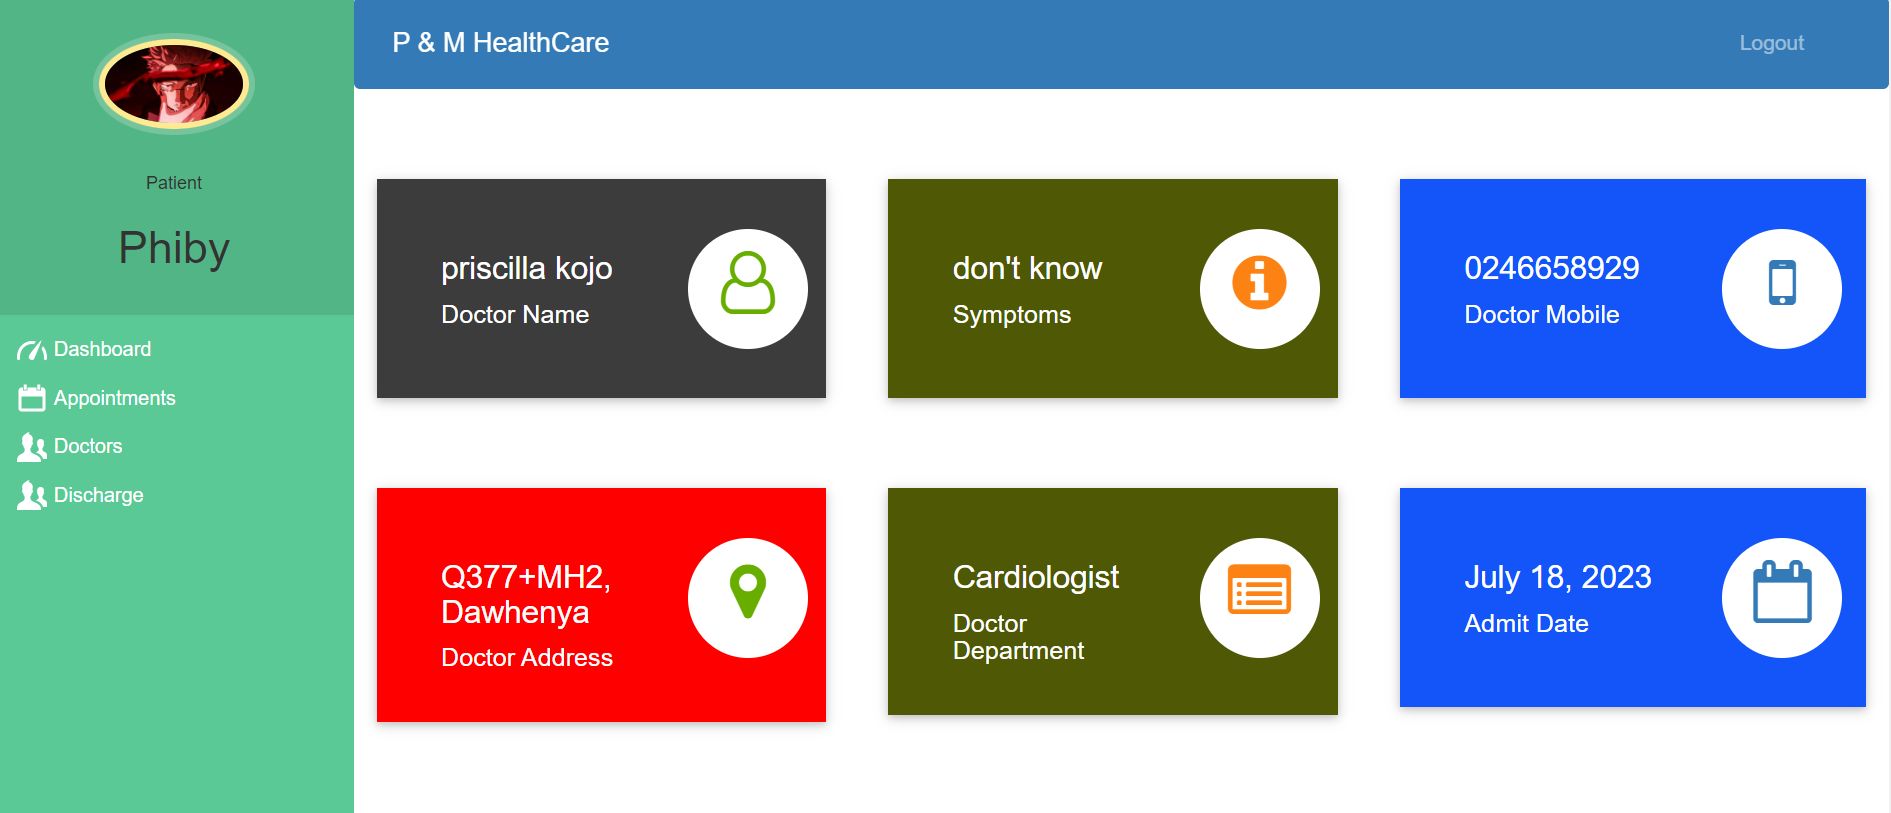 P & M HealthCare
Logout
Patient
Phiby
Dashboard
Appointments
Doctors
Discharge
priscilla kojo
Doctor Name
don't know
Symptoms
0246658929
Doctor Mobile
Q377+MH2,
Dawhenya
Doctor Address
Cardiologist
Doctor
Department
July 18, 2023
Admit Date